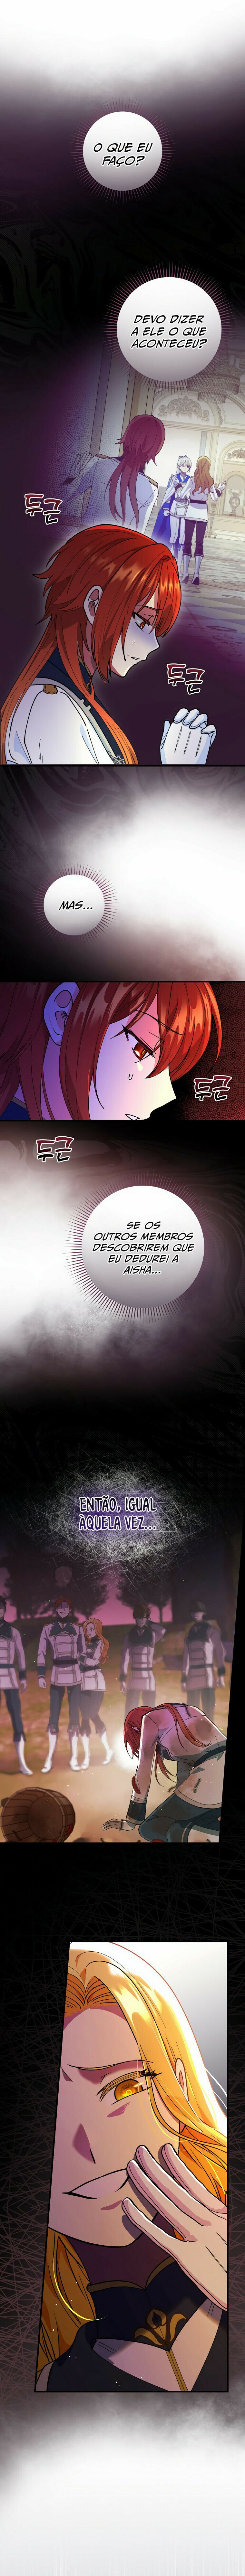 O QUE EU
FAÇO?
DEVO DIZER
A ELE O QUE
ACONTECEU?
두근
두근
MAS...
두근
두근
SE OS
OUTROS MEMBROS
DESCOBRIREM QUE
EU DEDUREI A
AISHA...
ENTÃO, IGUAL
ÀQUELA VEZ...